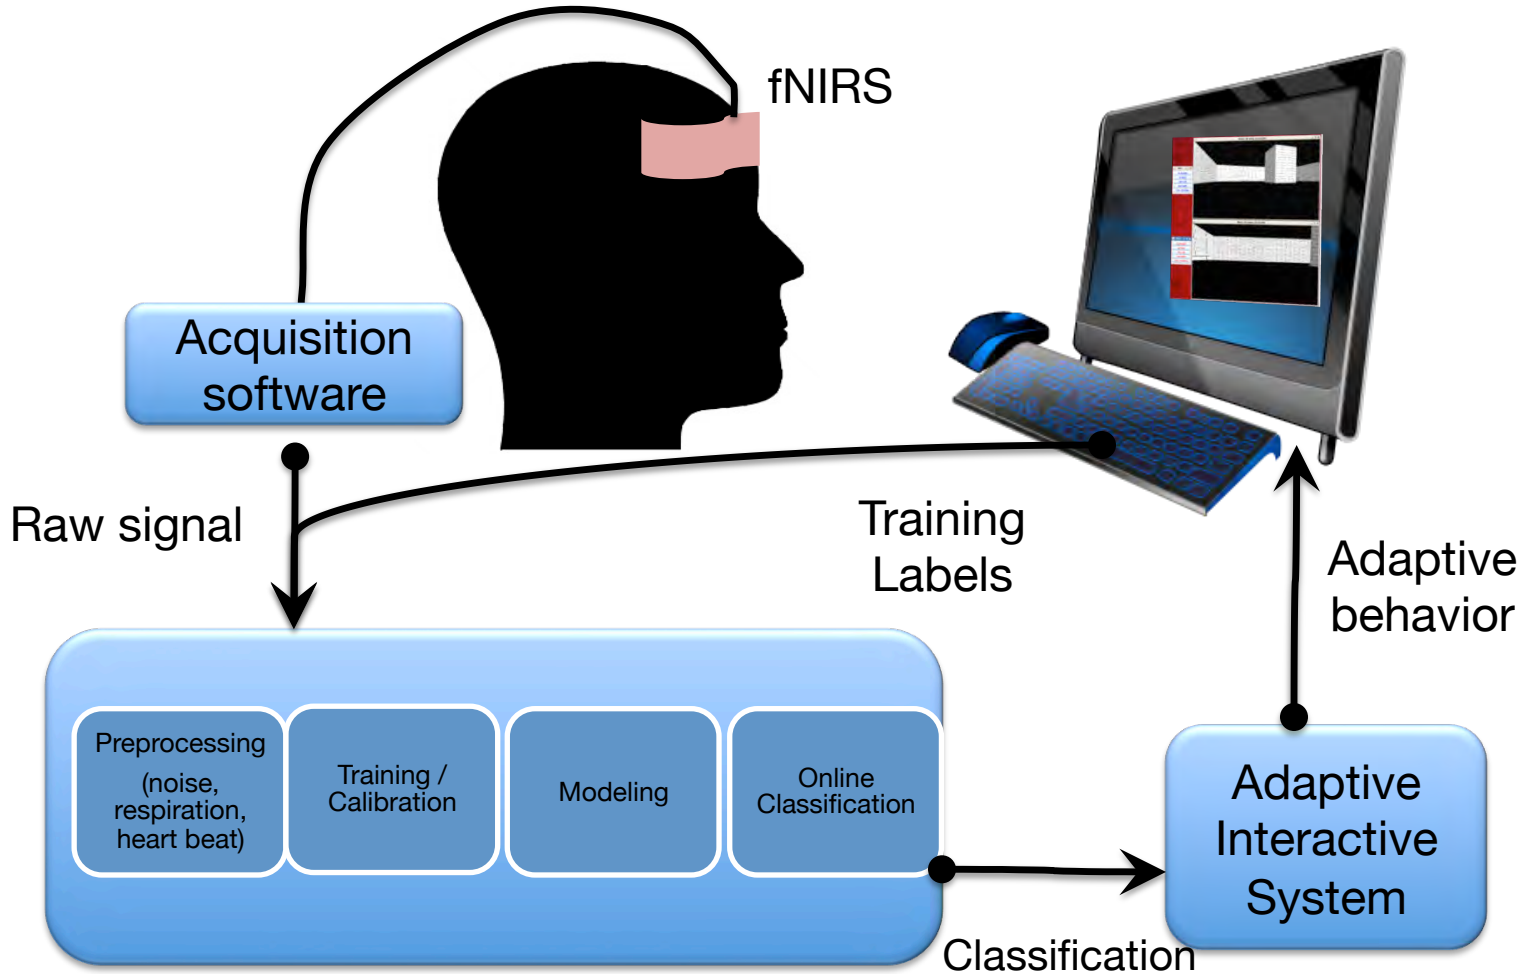 fNIRS
Acquisition
software
Raw signal
Training
Labels
Adaptive
behavior
Preprocessing
(noise,
respiration,
heart beat)
Training /
Calibration
Modeling
Online
Classification
Adaptive
Interactive
System
Classification